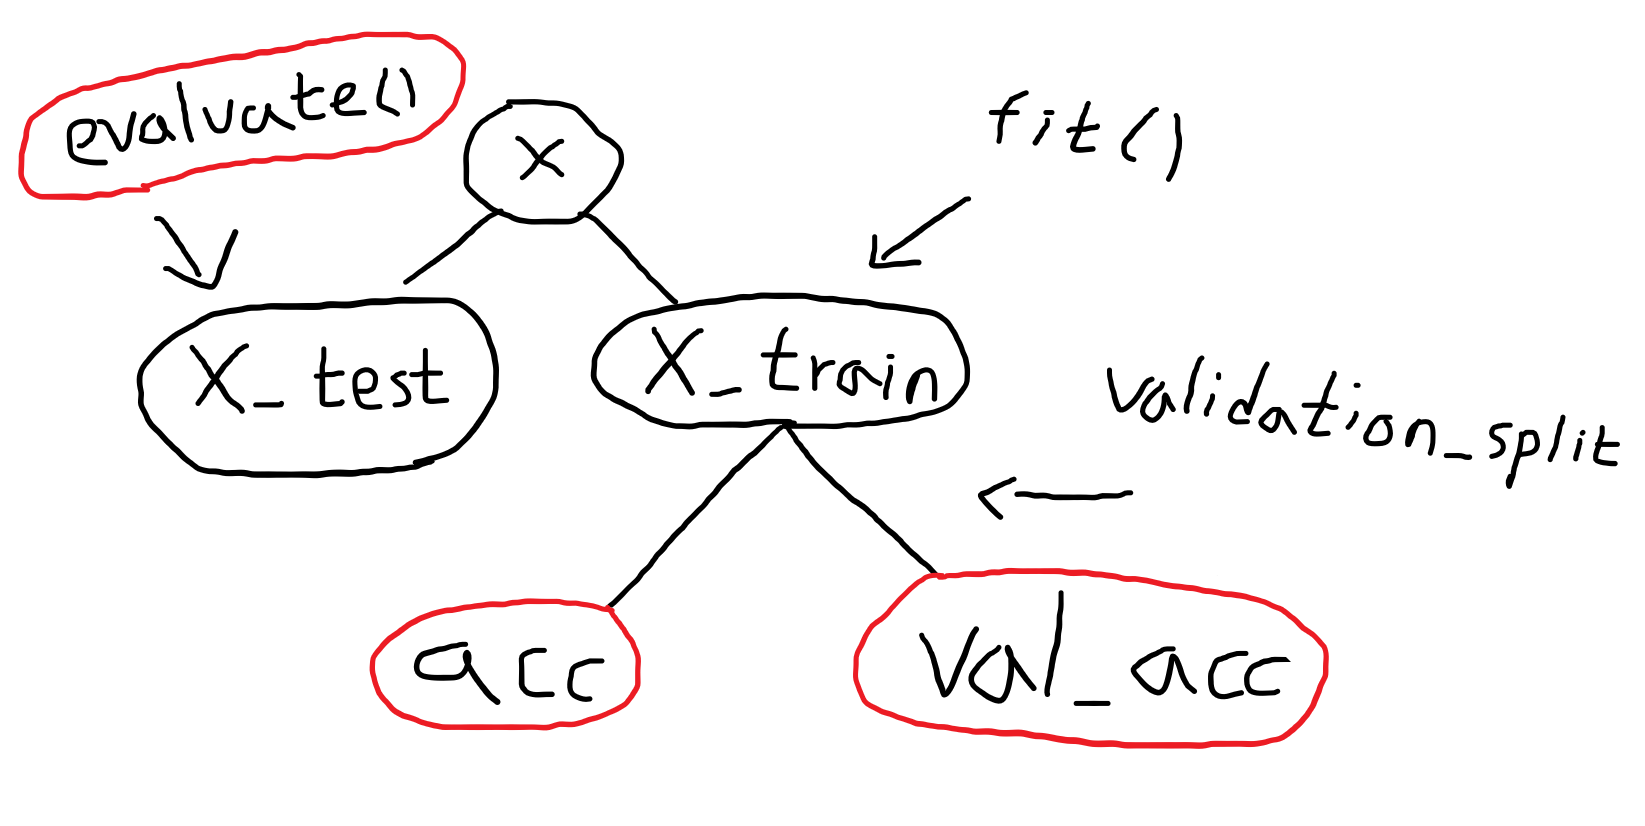 evaluate()
X
fit()
X_test
X_train
validation_split
acc
val_acc